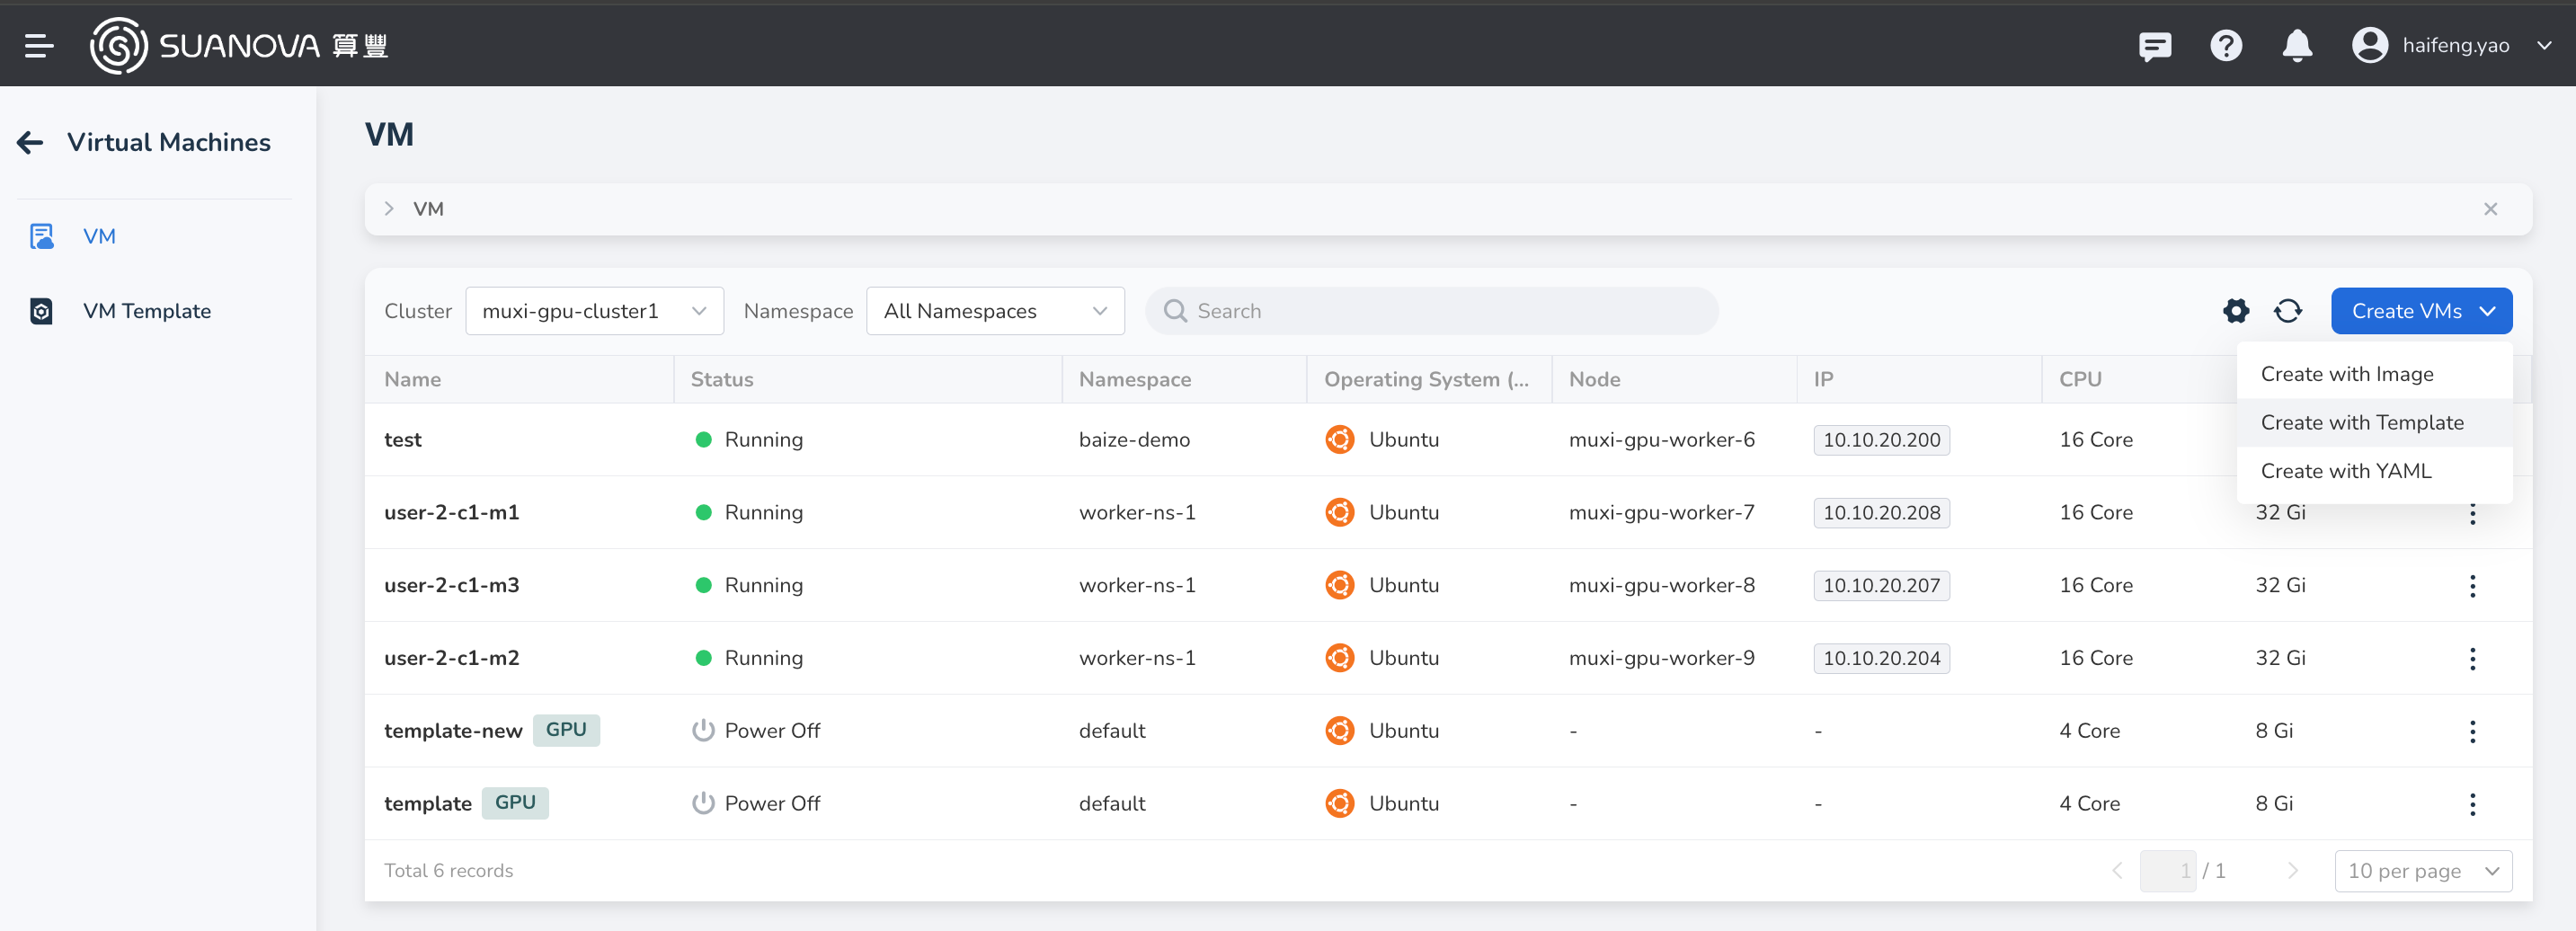 SUANOVA 算豐
haifeng.yao
Virtual Machines
VM
VM Template
VM
VM
Cluster muxi-gpu-cluster1 Namespace All Namespaces Search Create VMs
Create with Image
Create with Template
Create with YAML
Name Status Namespace Operating System (... Node IP CPU
test Running baize-demo Ubuntu muxi-gpu-worker-6 10.10.20.200 16 Core
user-2-c1-m1 Running worker-ns-1 Ubuntu muxi-gpu-worker-7 10.10.20.208 16 Core 32 Gi
user-2-c1-m3 Running worker-ns-1 Ubuntu muxi-gpu-worker-8 10.10.20.207 16 Core 32 Gi
user-2-c1-m2 Running worker-ns-1 Ubuntu muxi-gpu-worker-9 10.10.20.204 16 Core 32 Gi
template-new GPU Power Off default Ubuntu - - 4 Core 8 Gi
template GPU Power Off default Ubuntu - - 4 Core 8 Gi
Total 6 records 1 / 1 10 per page